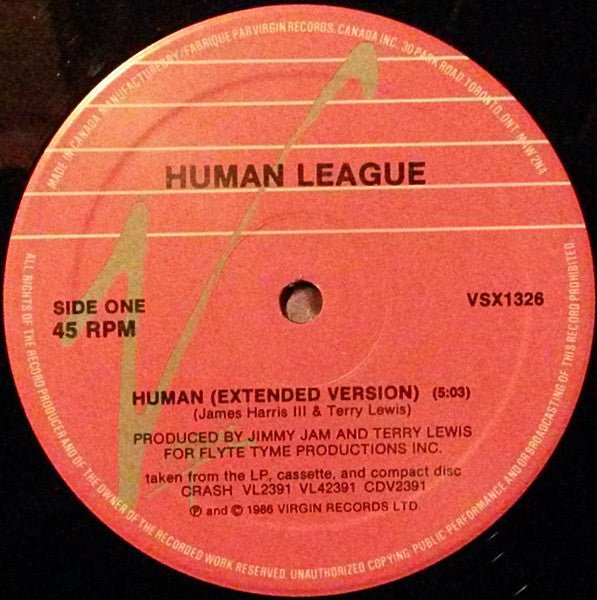 MADE IN CANADA. MANUFACTURED BY/FABRIQUÉ PAR VIRGIN RECORDS, CANADA INC. 30 PARK ROAD TORONTO, ONT. M4W 2N4
HUMAN LEAGUE
SIDE ONE
45 RPM
VSX1326
HUMAN (EXTENDED VERSION) (5:03)
(James Harris III & Terry Lewis)
PRODUCED BY JIMMY JAM AND TERRY LEWIS
FOR FLYTE TYME PRODUCTIONS INC.
taken from the LP, cassette, and compact disc
CRASH VL2391 VL42391 CDV2391
℗ and © 1986 VIRGIN RECORDS LTD.
ALL RIGHTS OF THE RECORD PRODUCER AND OF THE OWNER OF THE RECORDED WORK RESERVED. UNAUTHORIZED COPYING, PUBLIC PERFORMANCE AND OR BROADCASTING OF THIS RECORD PROHIBITED.